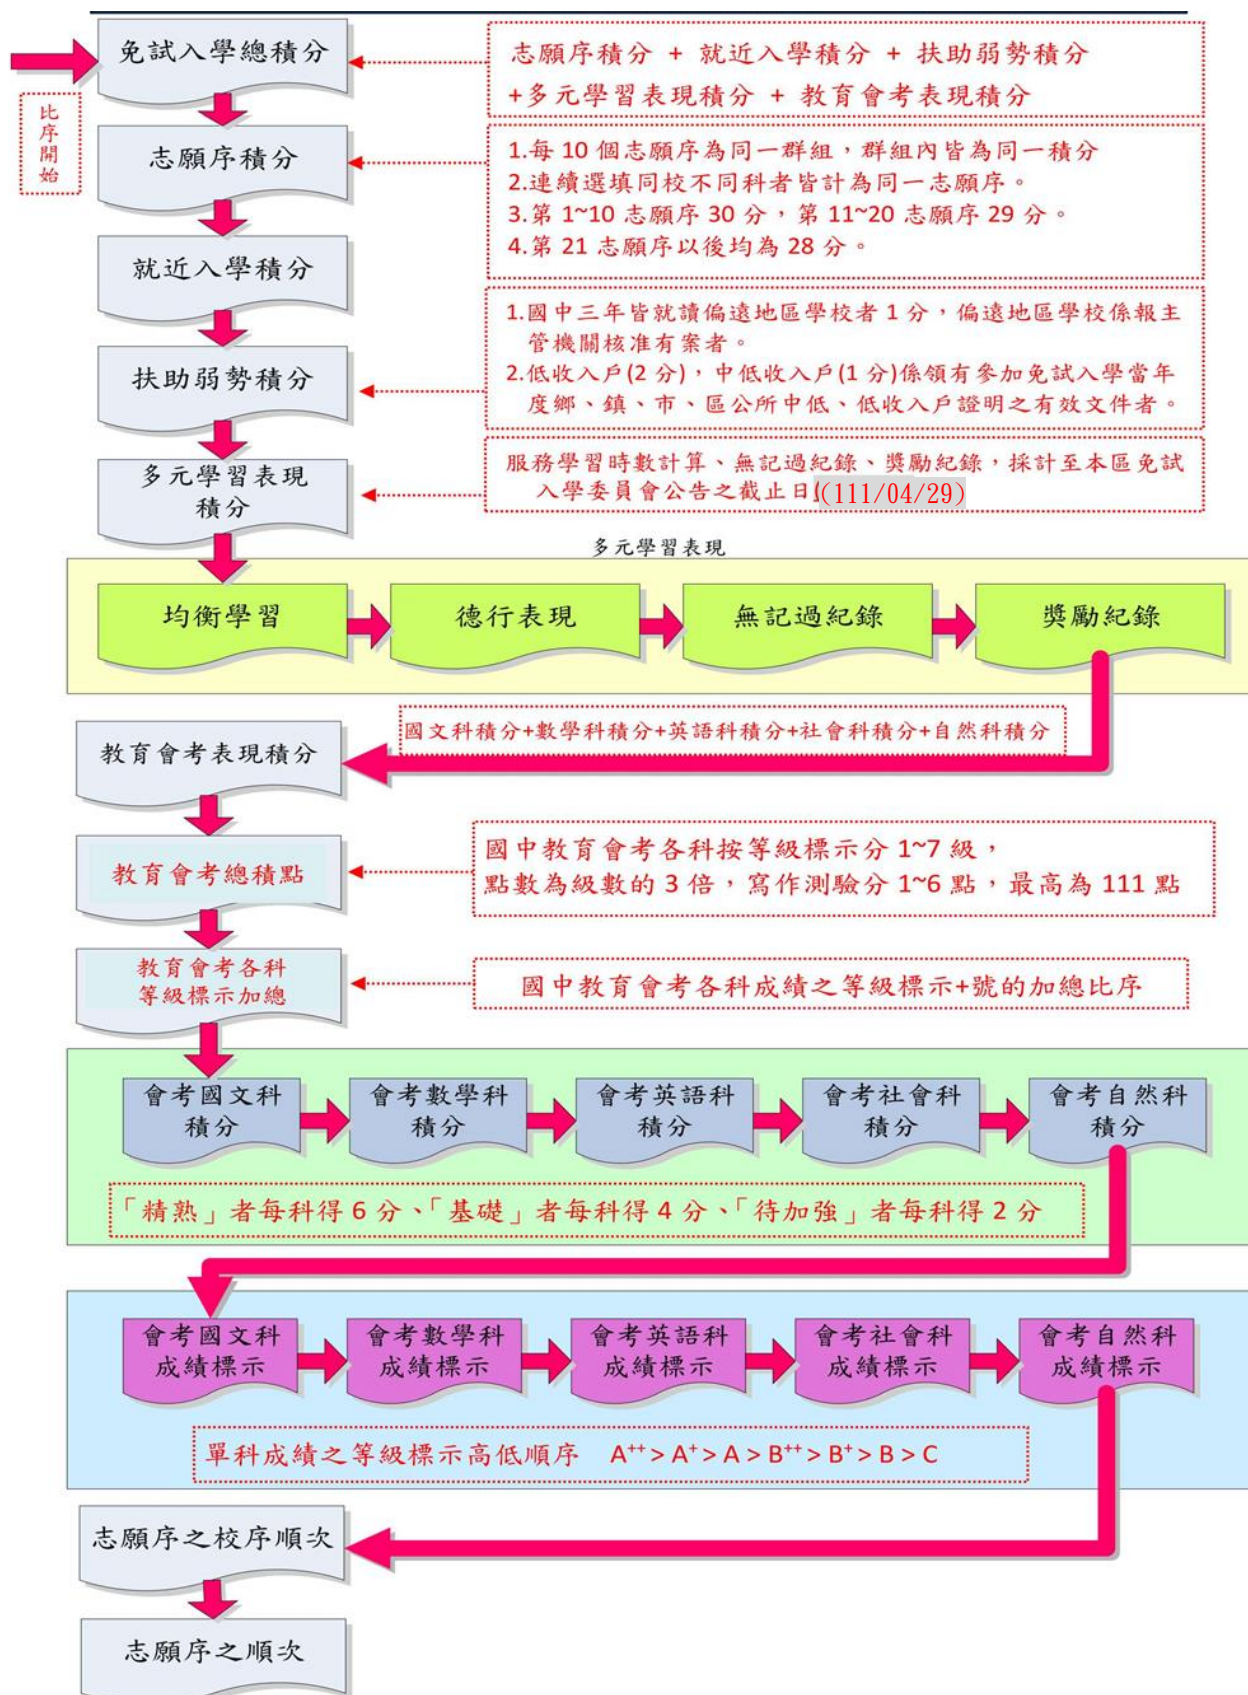 免試入學總積分
志願序積分 + 就近入學積分 + 扶助弱勢積分
+多元學習表現積分 + 教育會考表現積分
比序開始
志願序積分
1.每 10 個志願序為同一群組，群組內皆為同一積分
2.連續選填同校不同科者皆計為同一志願序。
3.第 1~10 志願序 30 分，第 11~20 志願序 29 分。
4.第 21 志願序以後均為 28 分。
就近入學積分
扶助弱勢積分
1.國中三年皆就讀偏遠地區學校者 1 分，偏遠地區學校係報主
管機關核准有案者。
2.低收入戶(2 分)，中低收入戶(1 分)係領有參加免試入學當年
度鄉、鎮、市、區公所中低、低收入戶證明之有效文件者。
多元學習表現
積分
服務學習時數計算、無記過紀錄、獎勵紀錄，採計至本區免試
入學委員會公告之截止日(111/04/29)
多元學習表現
均衡學習
德行表現
無記過紀錄
獎勵紀錄
國文科積分+數學科積分+英語科積分+社會科積分+自然科積分
教育會考表現積分
教育會考總積點
國中教育會考各科按等級標示分 1~7 級，
點數為級數的 3 倍，寫作測驗分 1~6 點，最高為 111 點
教育會考各科
等級標示加總
國中教育會考各科成績之等級標示+號的加總比序
會考國文科
積分
會考數學科
積分
會考英語科
積分
會考社會科
積分
會考自然科
積分
「精熟」者每科得 6 分、「基礎」者每科得 4 分、「待加強」者每科得 2 分
會考國文科
成績標示
會考數學科
成績標示
會考英語科
成績標示
會考社會科
成績標示
會考自然科
成績標示
單科成績之等級標示高低順序 A⁺⁺ > A⁺ > A > B⁺⁺ > B⁺ > B > C
志願序之校序順次
志願序之順次